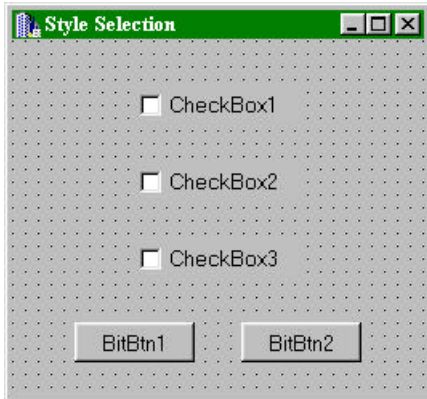 Style Selection
CheckBox1
CheckBox2
CheckBox3
BitBtn1 BitBtn2